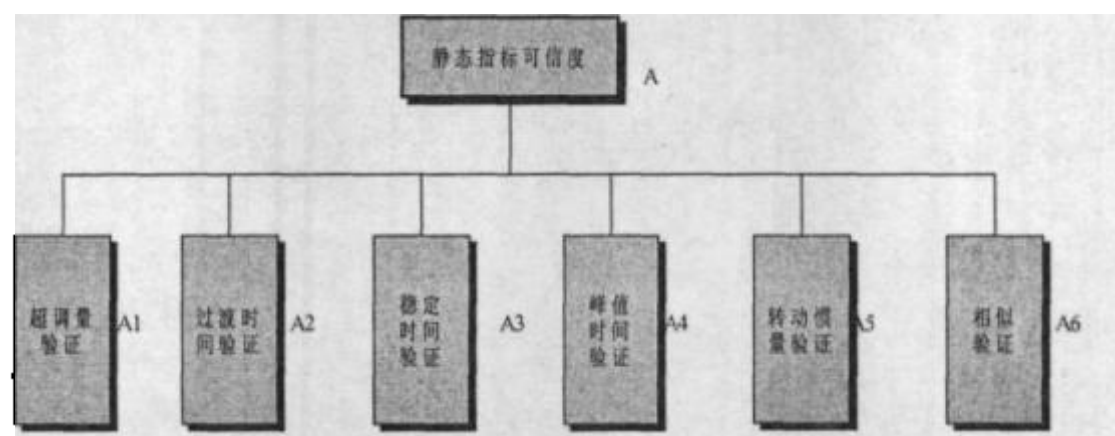 静态指标可信度
A
超调量
验证
A1
过渡时
间验证
A2
稳定
时间
验证
A3
峰值
时间
验证
A4
转动惯
量验证
A5
相似
验证
A6